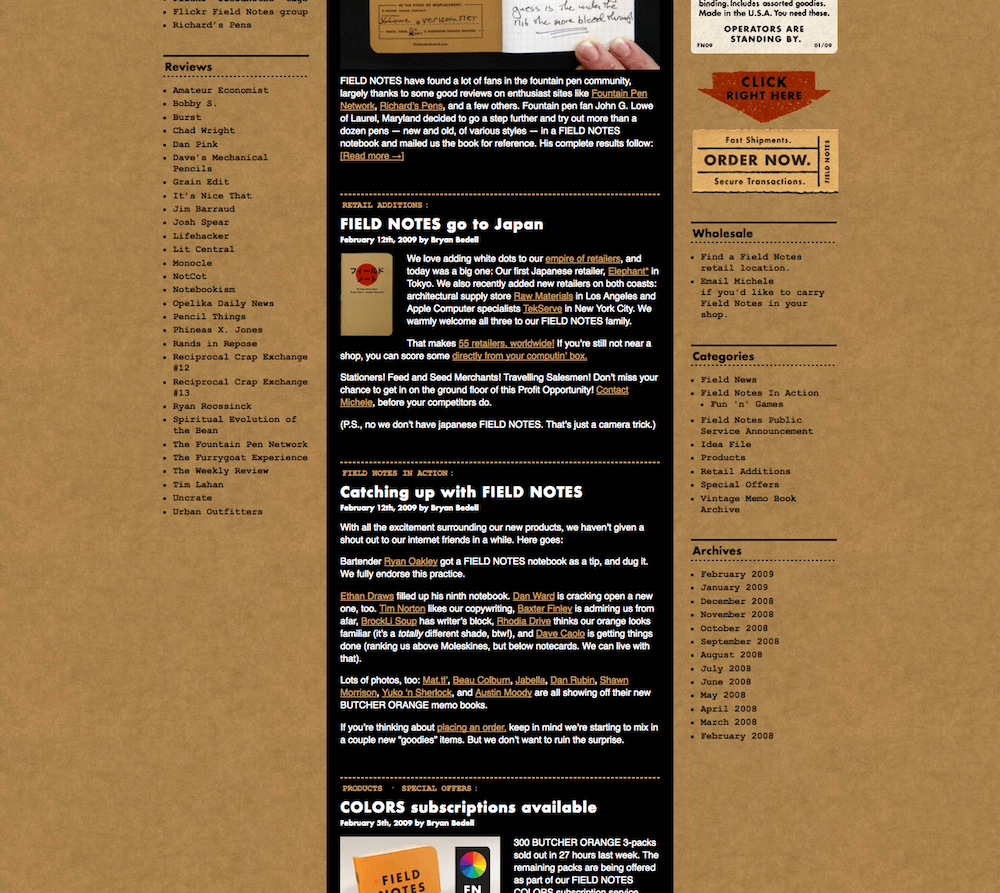 Flickr Field Notes group
Richard's Pens
Reviews
Amateur Economist
Bobby S.
Burst
Chad Wright
Dan Pink
Dave's Mechanical
Pencils
Grain Edit
It's Nice That
Jim Barraud
Josh Spear
Lifehacker
Lit Central
Monocle
NotCot
Notebookism
Opelika Daily News
Pencil Things
Phineas X. Jones
Rands in Repose
Reciprocal Crap Exchange
#12
Reciprocal Crap Exchange
#13
Ryan Roossinck
Spiritual Evolution of
the Bean
The Fountain Pen Network
The Furrygoat Experience
The Weekly Review
Tim Lahan
Uncrate
Urban Outfitters
guess is the wider the
nib the more bleed through
FIELD NOTES have found a lot of fans in the fountain pen community,
largely thanks to some good reviews on enthusiast sites like Fountain Pen
Network, Richard's Pens, and a few others. Fountain pen fan John G. Lowe
of Laurel, Maryland decided to go a step further and try out more than a
dozen pens — new and old, of various styles — in a FIELD NOTES
notebook and mailed us the book for reference. His complete results follow:
[Read more →]
RETAIL ADDITIONS :
FIELD NOTES go to Japan
February 12th, 2009 by Bryan Bedell
フィールド
ノート
We love adding white dots to our empire of retailers, and
today was a big one: Our first Japanese retailer, Elephant* in
Tokyo. We also recently added new retailers on both coasts:
architectural supply store Raw Materials in Los Angeles and
Apple Computer specialists TekServe in New York City. We
warmly welcome all three to our FIELD NOTES family.
That makes 55 retailers, worldwide! If you're still not near a
shop, you can score some directly from your computin' box.
Stationers! Feed and Seed Merchants! Travelling Salesmen! Don't miss your
chance to get in on the ground floor of this Profit Opportunity! Contact
Michele, before your competitors do.
(P.S., no we don't have japanese FIELD NOTES. That's just a camera trick.)
FIELD NOTES IN ACTION :
Catching up with FIELD NOTES
February 12th, 2009 by Bryan Bedell
With all the excitement surrounding our new products, we haven't given a
shout out to our internet friends in a while. Here goes:
Bartender Ryan Oakley got a FIELD NOTES notebook as a tip, and dug it.
We fully endorse this practice.
Ethan Draws filled up his ninth notebook. Dan Ward is cracking open a new
one, too. Tim Norton likes our copywriting, Baxter Finley is admiring us from
afar, BrockLi Soup has writer's block, Rhodia Drive thinks our orange looks
familiar (it's a totally different shade, btw!), and Dave Caolo is getting things
done (ranking us above Moleskines, but below notecards. We can live with
that).
Lots of photos, too: Mat.t!', Beau Colburn, Jabella, Dan Rubin, Shawn
Morrison, Yuko 'n Sherlock, and Austin Moody are all showing off their new
BUTCHER ORANGE memo books.
If you're thinking about placing an order, keep in mind we're starting to mix in
a couple new "goodies" items. But we don't want to ruin the surprise.
PRODUCTS · SPECIAL OFFERS :
COLORS subscriptions available
February 5th, 2009 by Bryan Bedell
FIELD
NOTES
FN
300 BUTCHER ORANGE 3-packs
sold out in 27 hours last week. The
remaining packs are being offered
as part of our FIELD NOTES
COLORS subscription service
binding. Includes assorted goodies.
Made in the U.S.A. You need these.
OPERATORS ARE
STANDING BY.
FN09 01/09
CLICK
RIGHT HERE
Fast Shipments.
ORDER NOW.
Secure Transactions.
FIELD NOTES
Wholesale
Find a Field Notes
retail location.
Email Michele
if you'd like to carry
Field Notes in your
shop.
Categories
Field News
Field Notes In Action
Fun 'n' Games
Field Notes Public
Service Announcement
Idea File
Products
Retail Additions
Special Offers
Vintage Memo Book
Archive
Archives
February 2009
January 2009
December 2008
November 2008
October 2008
September 2008
August 2008
July 2008
June 2008
May 2008
April 2008
March 2008
February 2008